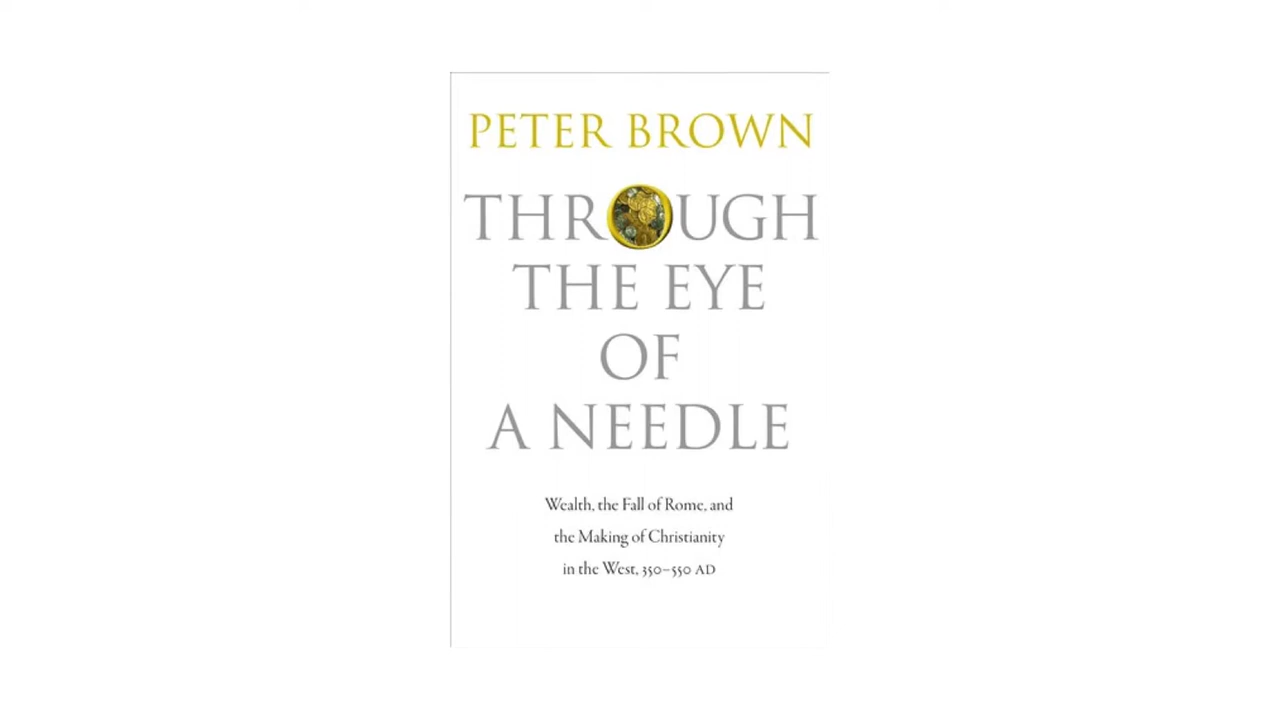 PETER BROWN
THROUGH
THE EYE
OF
A NEEDLE
Wealth, the Fall of Rome, and
the Making of Christianity
in the West, 350–550 AD